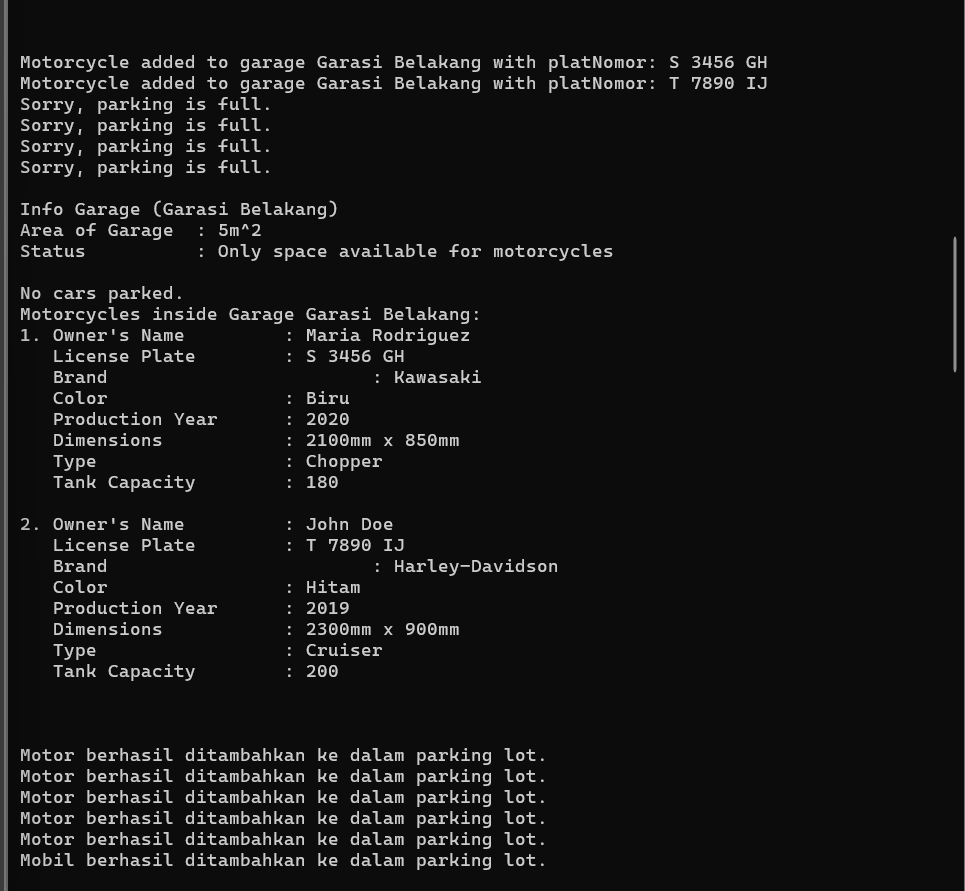 Motorcycle added to garage Garasi Belakang with platNomor: S 3456 GH
Motorcycle added to garage Garasi Belakang with platNomor: T 7890 IJ
Sorry, parking is full.
Sorry, parking is full.
Sorry, parking is full.
Sorry, parking is full.
Info Garage (Garasi Belakang)
Area of Garage  : 5m^2
Status          : Only space available for motorcycles
No cars parked.
Motorcycles inside Garage Garasi Belakang:
1. Owner's Name         : Maria Rodriguez
   License Plate        : S 3456 GH
   Brand                        : Kawasaki
   Color                : Biru
   Production Year      : 2020
   Dimensions           : 2100mm x 850mm
   Type                 : Chopper
   Tank Capacity        : 180
2. Owner's Name         : John Doe
   License Plate        : T 7890 IJ
   Brand                        : Harley-Davidson
   Color                : Hitam
   Production Year      : 2019
   Dimensions           : 2300mm x 900mm
   Type                 : Cruiser
   Tank Capacity        : 200
Motor berhasil ditambahkan ke dalam parking lot.
Motor berhasil ditambahkan ke dalam parking lot.
Motor berhasil ditambahkan ke dalam parking lot.
Motor berhasil ditambahkan ke dalam parking lot.
Motor berhasil ditambahkan ke dalam parking lot.
Mobil berhasil ditambahkan ke dalam parking lot.